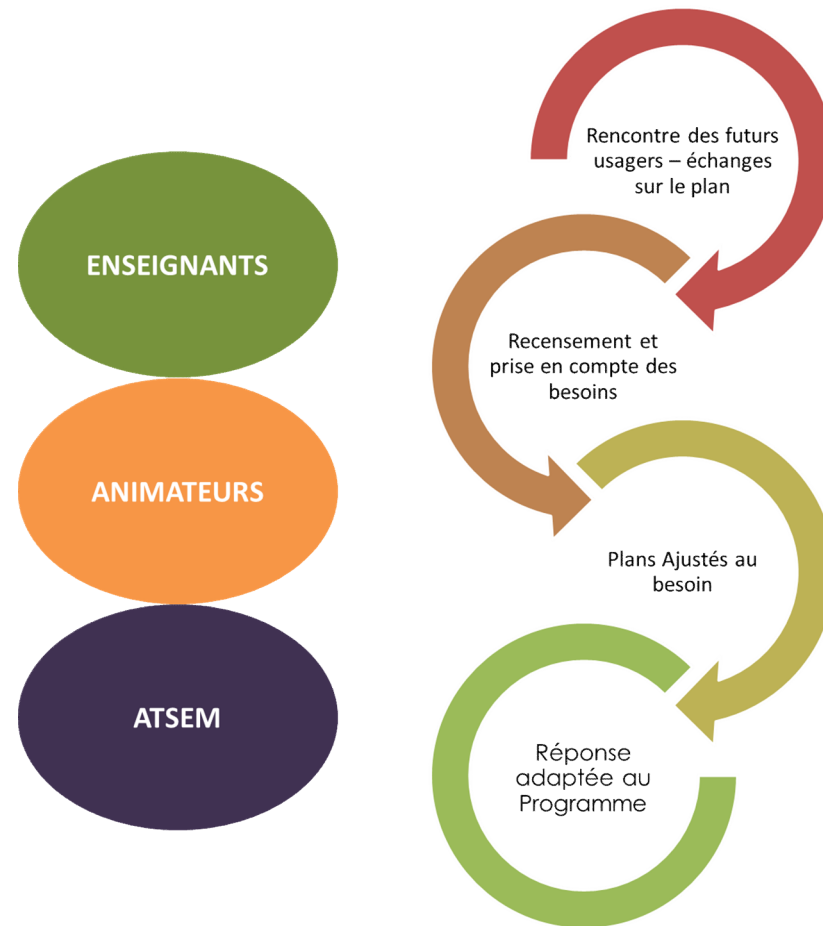 ENSEIGNANTS
ANIMATEURS
ATSEM
Rencontre des futurs
usagers – échanges
sur le plan
Recensement et
prise en compte des
besoins
Plans Ajustés au
besoin
Réponse
adaptée au
Programme